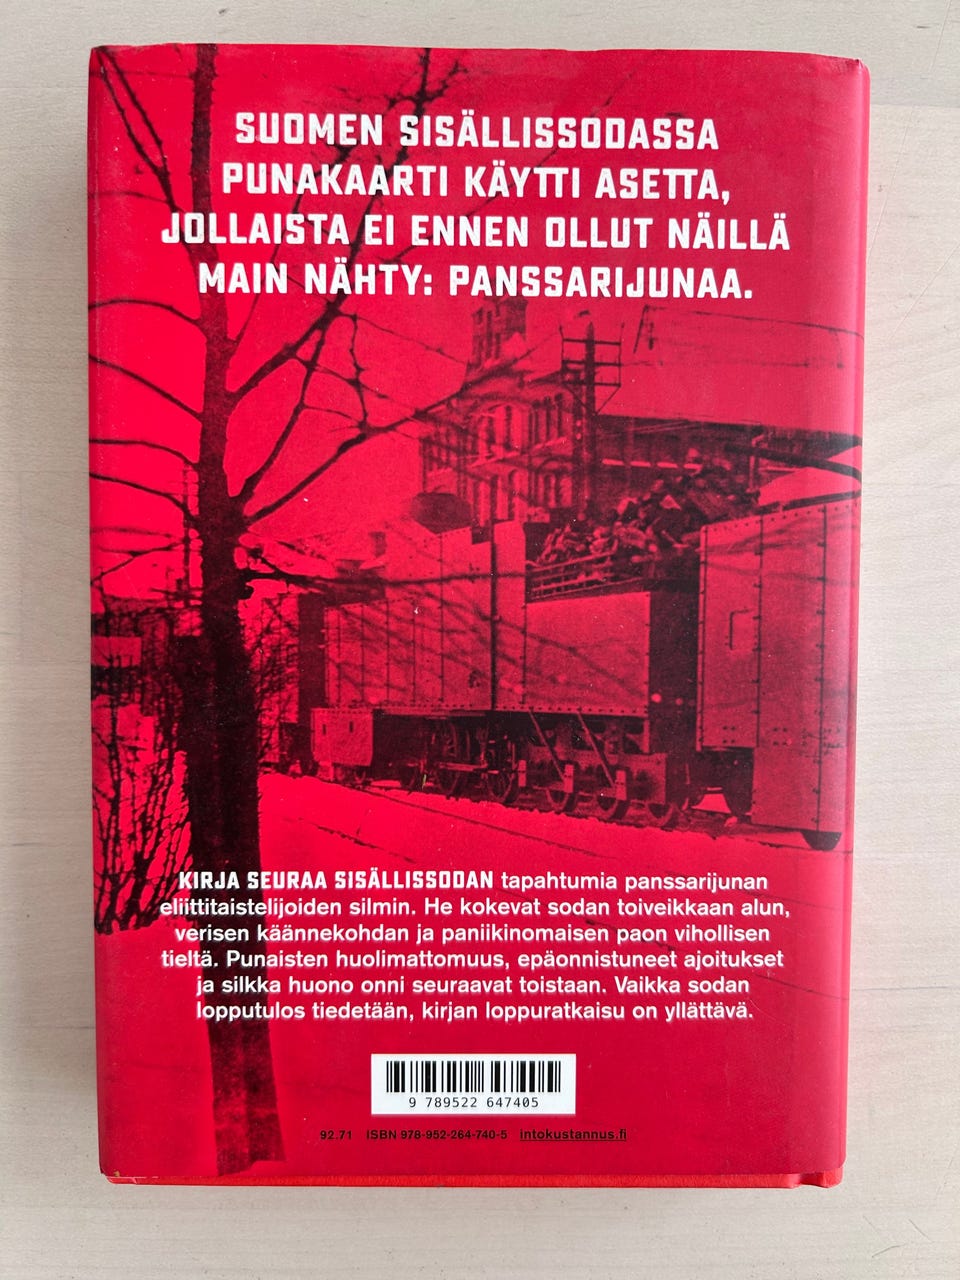 SUOMEN SISÄLLISSODASSA
PUNAKAARTI KÄYTTI ASETTA,
JOLLAISTA EI ENNEN OLLUT NÄILLÄ
MAIN NÄHTY: PANSSARIJUNAA.
KIRJA SEURAA SISÄLLISSODAN tapahtumia panssarijunan
eliittitaistelijoiden silmin. He kokevat sodan toiveikkaan alun,
verisen käännekohdan ja paniikinomaisen paon vihollisen
tieltä. Punaisten huolimattomuus, epäonnistuneet ajoitukset
ja silkka huono onni seuraavat toistaan. Vaikka sodan
lopputulos tiedetään, kirjan loppuratkaisu on yllättävä.
9 789522 647405
92.71 ISBN 978-952-264-740-5 intokustannus.fi